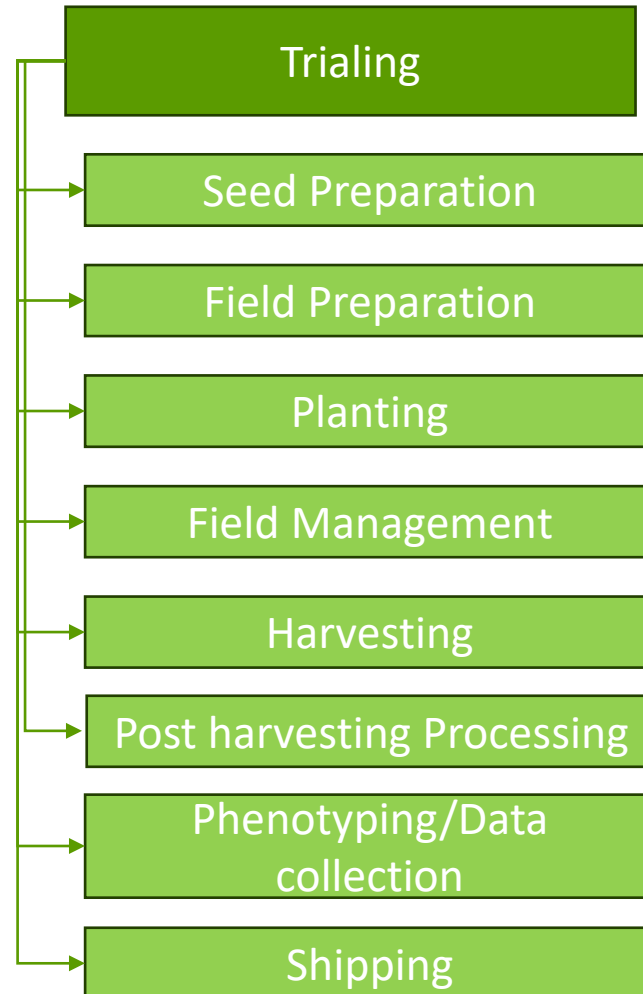 Trialing
Seed Preparation
Field Preparation
Planting
Field Management
Harvesting
Post harvesting Processing
Phenotyping/Data
collection
Shipping